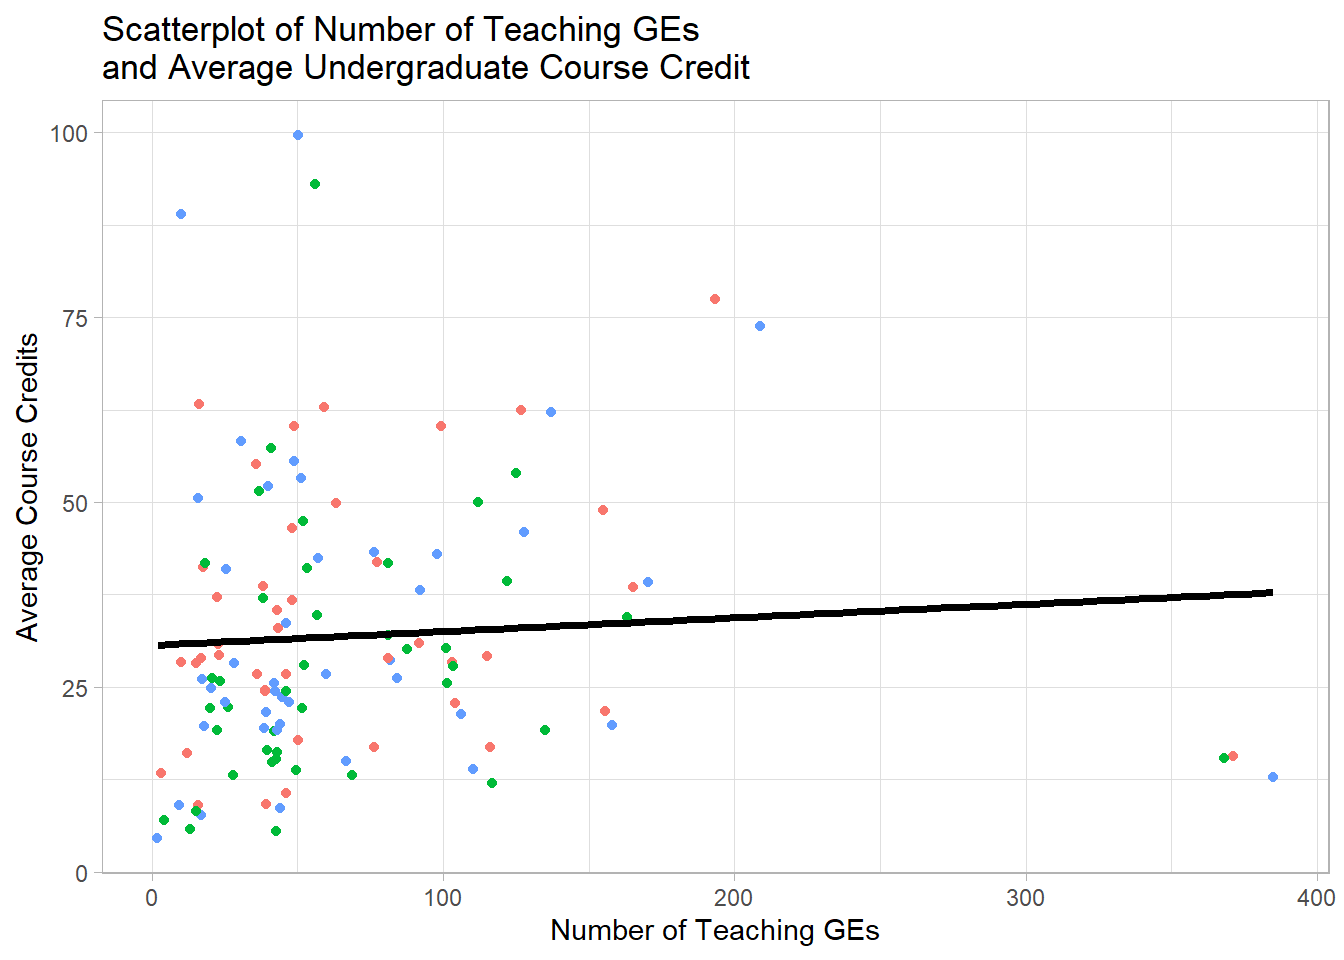 Scatterplot of Number of Teaching GEs
and Average Undergraduate Course Credit
100
75
50
25
0
Average Course Credits
0 100 200 300 400
Number of Teaching GEs